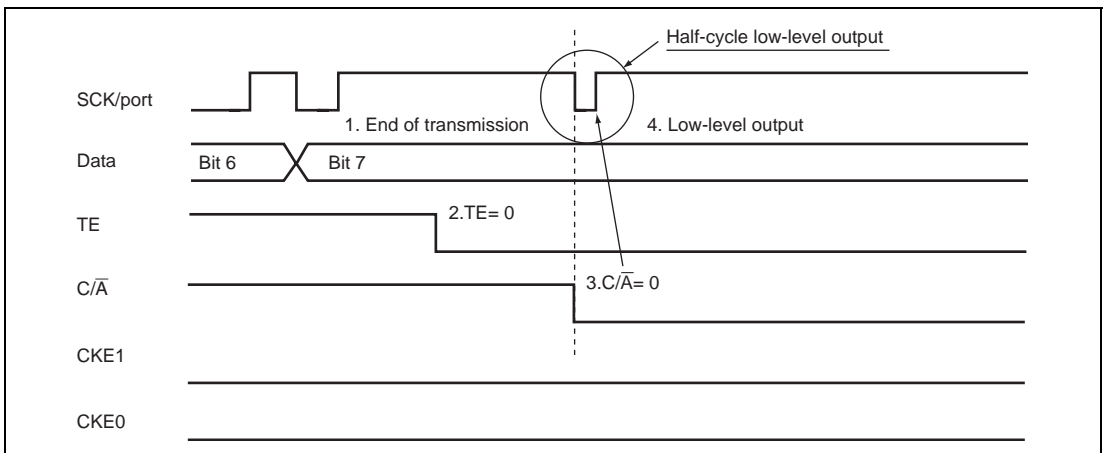 Half-cycle low-level output
SCK/port
1. End of transmission
4. Low-level output
Data
Bit 6
Bit 7
TE
2.TE= 0
C/A̅
3.C/A̅= 0
CKE1
CKE0